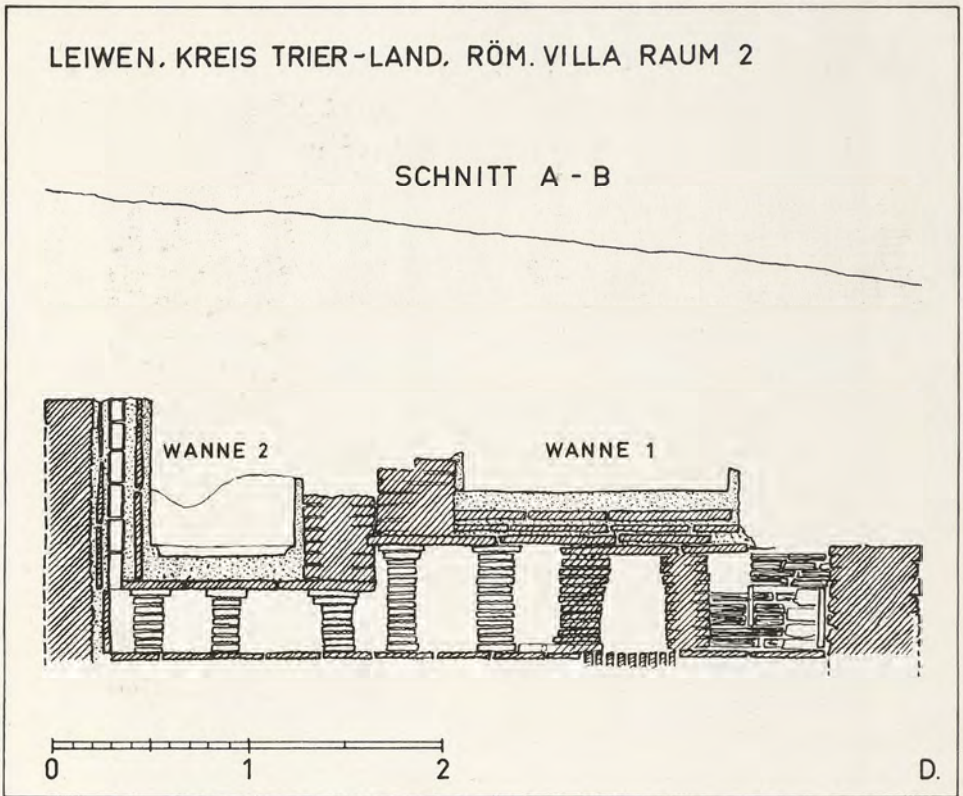 LEIWEN. KREIS TRIER-LAND. RÖM. VILLA RAUM 2
SCHNITT A - B
WANNE 2
WANNE 1
0 1 2 D.